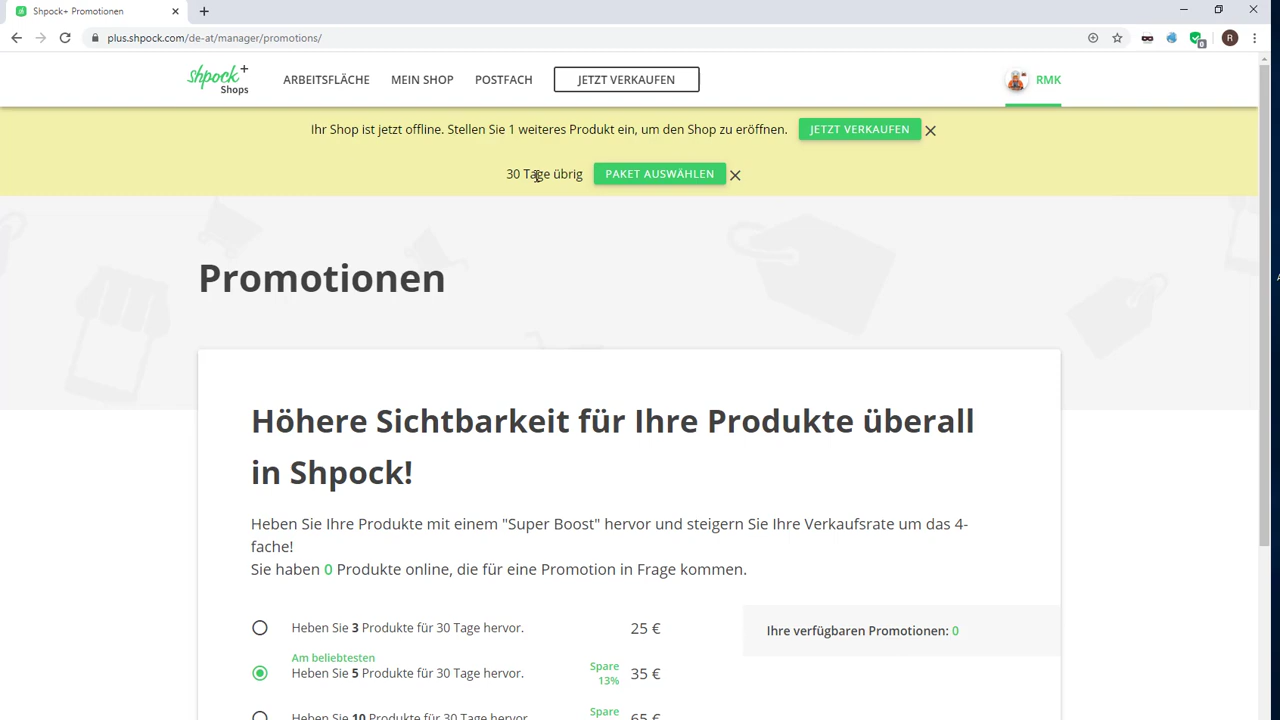 Shpock+ Promotionen
plus.shpock.com/de-at/manager/promotions/
0
R
shpock+
Shops
ARBEITSFLÄCHE MEIN SHOP POSTFACH JETZT VERKAUFEN RMK
Ihr Shop ist jetzt offline. Stellen Sie 1 weiteres Produkt ein, um den Shop zu eröffnen. JETZT VERKAUFEN
30 Tage übrig PAKET AUSWÄHLEN
Promotionen
Höhere Sichtbarkeit für Ihre Produkte überall
in Shpock!
Heben Sie Ihre Produkte mit einem "Super Boost" hervor und steigern Sie Ihre Verkaufsrate um das 4-
fache!
Sie haben 0 Produkte online, die für eine Promotion in Frage kommen.
Heben Sie 3 Produkte für 30 Tage hervor. 25 €
Ihre verfügbaren Promotionen: 0
Am beliebtesten
Heben Sie 5 Produkte für 30 Tage hervor. Spare 13% 35 €
Heben Sie 10 Produkte für 30 Tage hervor. Spare 65 €